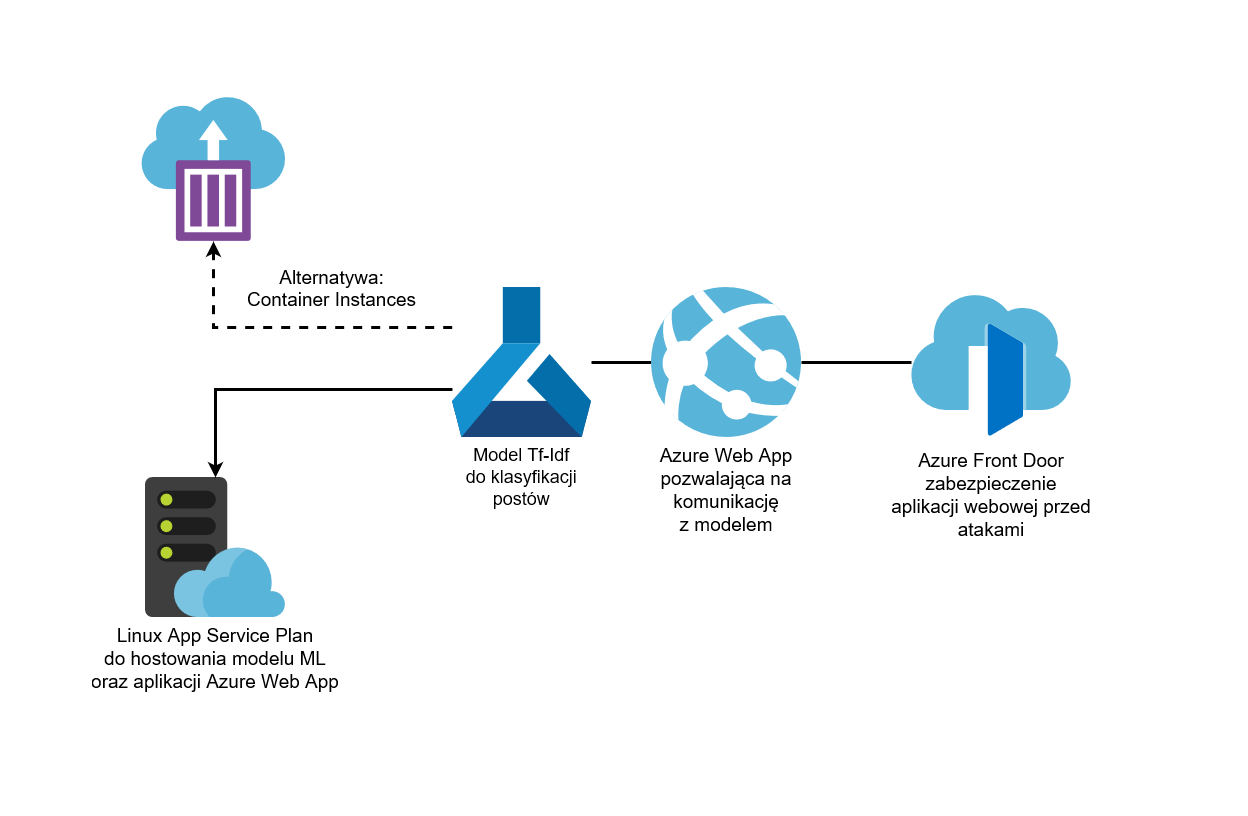 Alternatywa:
Container Instances
Model Tf-Idf
do klasyfikacji
postów
Azure Web App
pozwalająca na
komunikację
z modelem
Azure Front Door
zabezpieczenie
aplikacji webowej przed
atakami
Linux App Service Plan
do hostowania modelu ML
oraz aplikacji Azure Web App